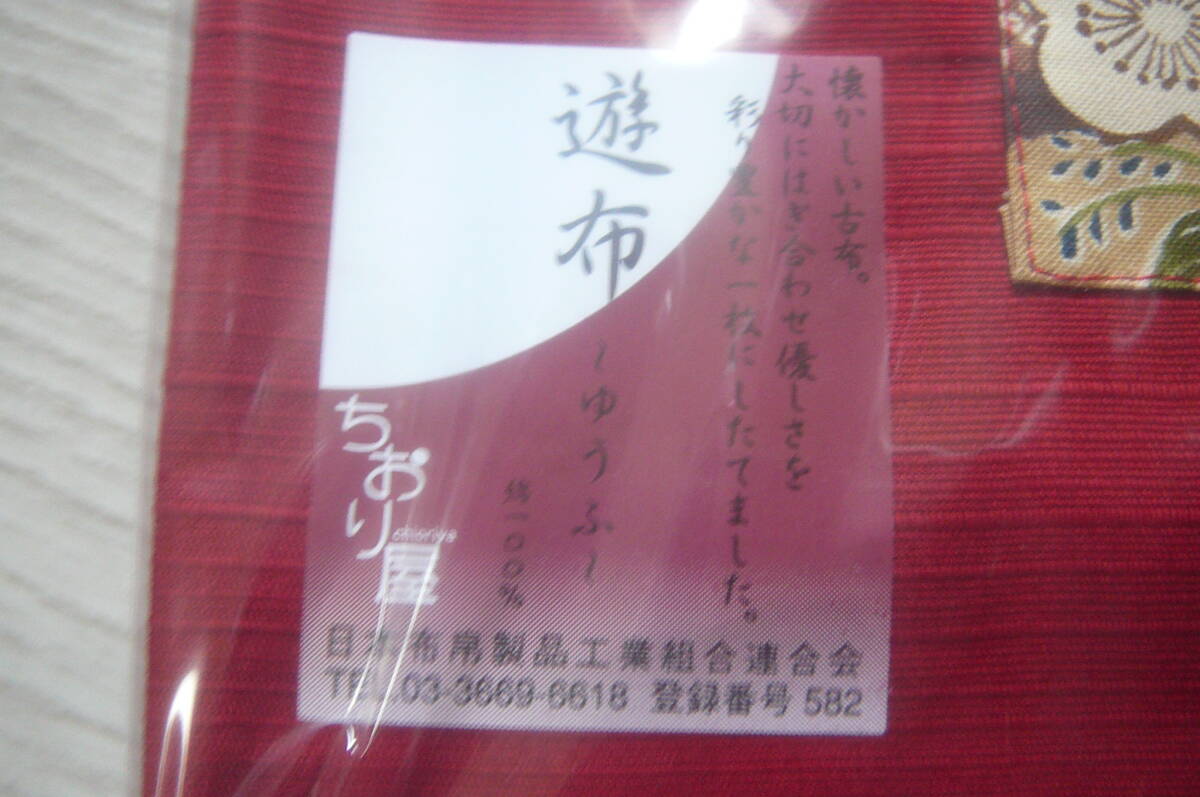 懐かしい古布。
大切にはぎ合わせ優しさを
彩り豊かな一枚にしたてました。
遊布
~ゆうふ~
綿一〇〇%
ちおり屋
chioriya
日本布帛製品工業組合連合会
TEL.03-3669-6618 登録番号 582